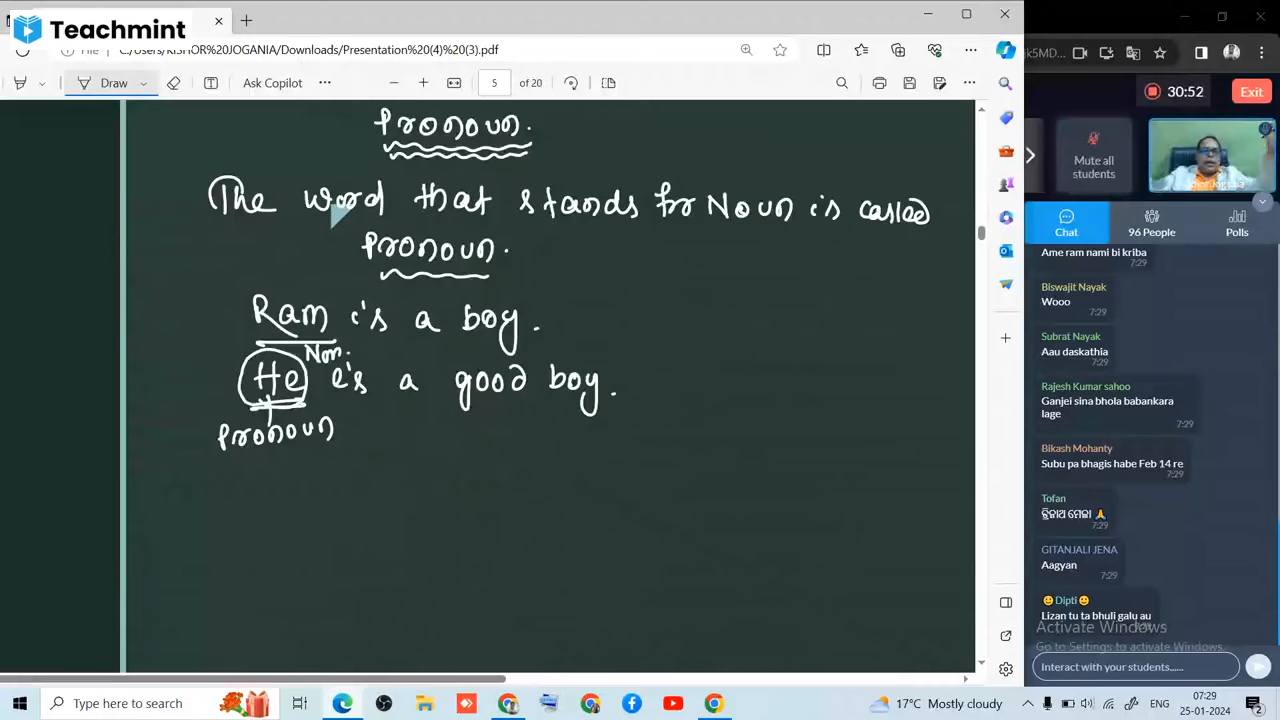 Teachmint
File
C:/Users/KISHOR%20JOGANIA/Downloads/Presentation%20(4)%20(3).pdf
Draw
Ask Copilot
5 of 20
PRONOUN.
The word that stands for NOUN is called
PRONOUN.
Ram is a boy.
Noun.
He is a good boy.
PRONOUN
30:52
Exit
Mute all
students
Chat
96 People
Polls
Ame ram nami bi kriba
7:29
Biswajit Nayak
Wooo
7:29
Subrat Nayak
Aau daskathia
7:29
Rajesh Kumar sahoo
Ganjei sina bhola babankara
lage
7:29
Bikash Mohanty
Subu pa bhagis habe Feb 14 re
7:29
Tofan
7:29
GITANJALI JENA
Aagyan
7:29
😊Dipti😊
Lizan tu ta bhuli galu au
Activate Windows
Go to Settings to activate Windows.
Interact with your students......
Type here to search
17°C Mostly cloudy
07:29
25-01-2024
2